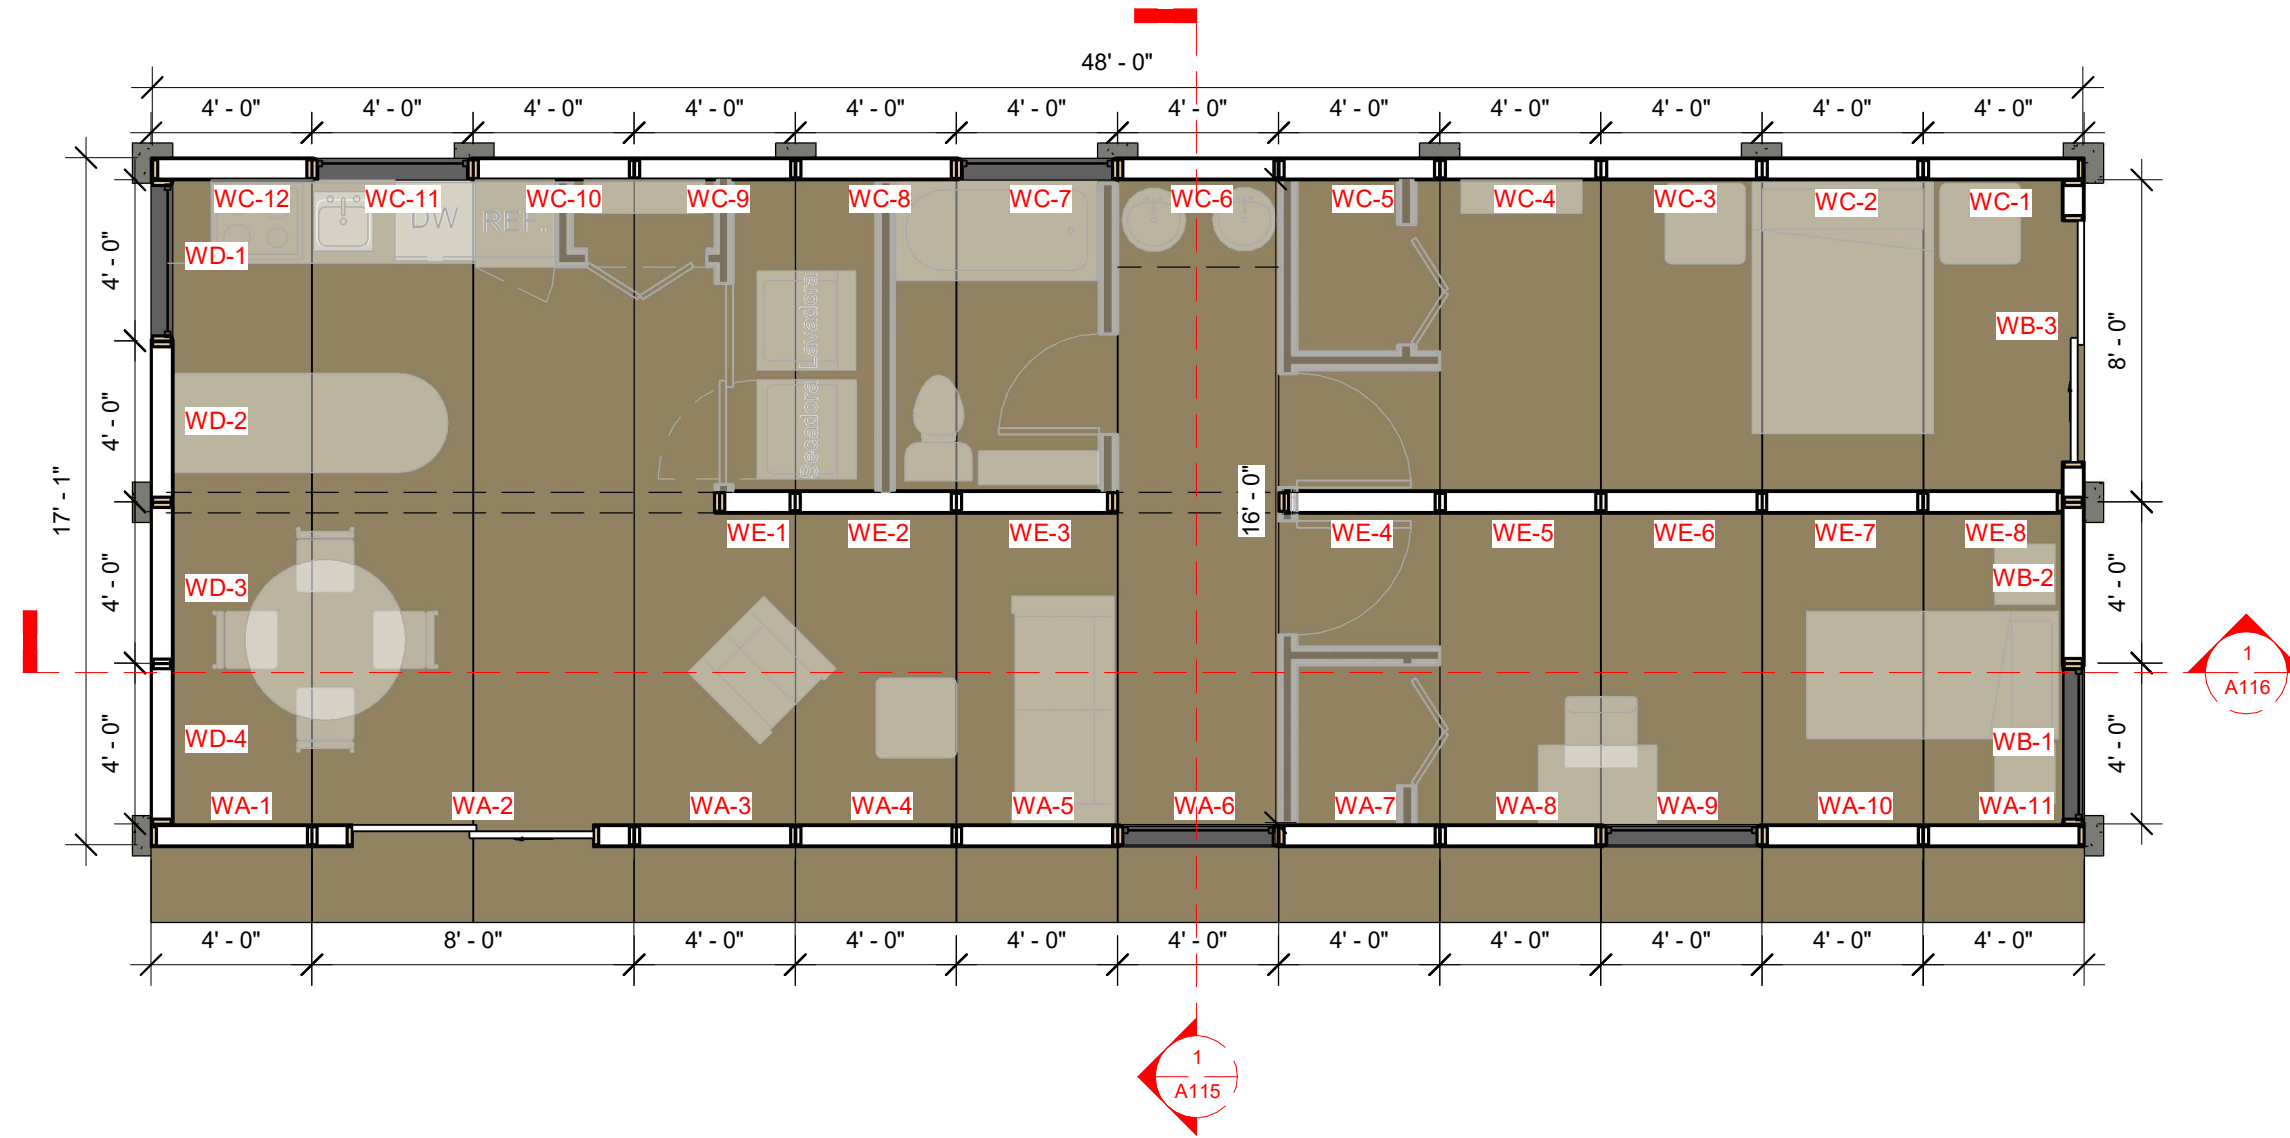 48' - 0"
4' - 0" 4' - 0" 4' - 0" 4' - 0" 4' - 0" 4' - 0" 4' - 0" 4' - 0" 4' - 0" 4' - 0" 4' - 0" 4' - 0"
WC-12 WC-11 WC-10 WC-9 WC-8 WC-7 WC-6 WC-5 WC-4 WC-3 WC-2 WC-1
DW REF.
WD-1
4' - 0"
Lavadora
WB-3
8' - 0"
WD-2
4' - 0"
Secadora
17' - 1"
16' - 0"
WE-1 WE-2 WE-3 WE-4 WE-5 WE-6 WE-7 WE-8
WD-3
4' - 0"
WB-2
4' - 0"
1
A116
WD-4
4' - 0"
WB-1
4' - 0"
WA-1 WA-2 WA-3 WA-4 WA-5 WA-6 WA-7 WA-8 WA-9 WA-10 WA-11
4' - 0" 8' - 0" 4' - 0" 4' - 0" 4' - 0" 4' - 0" 4' - 0" 4' - 0" 4' - 0" 4' - 0" 4' - 0"
1
A115